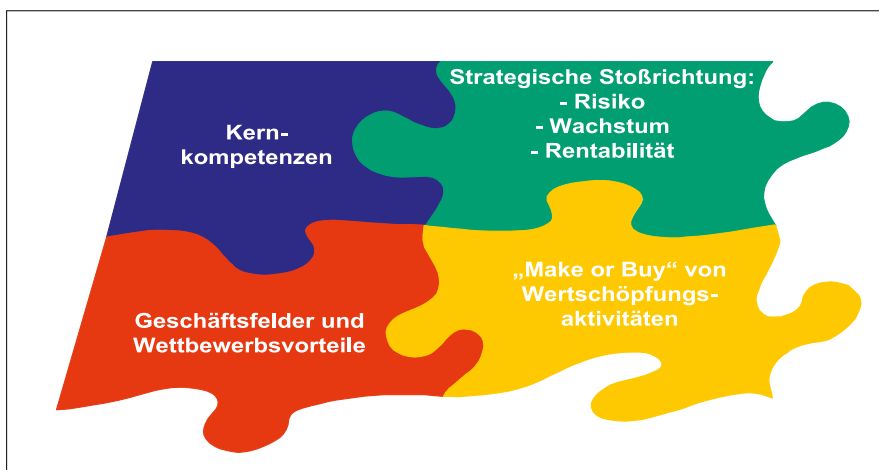 Kern-
kompetenzen
Strategische Stoßrichtung:
- Risiko
- Wachstum
- Rentabilität
Geschäftsfelder und
Wettbewerbsvorteile
„Make or Buy“ von
Wertschöpfungs-
aktivitäten